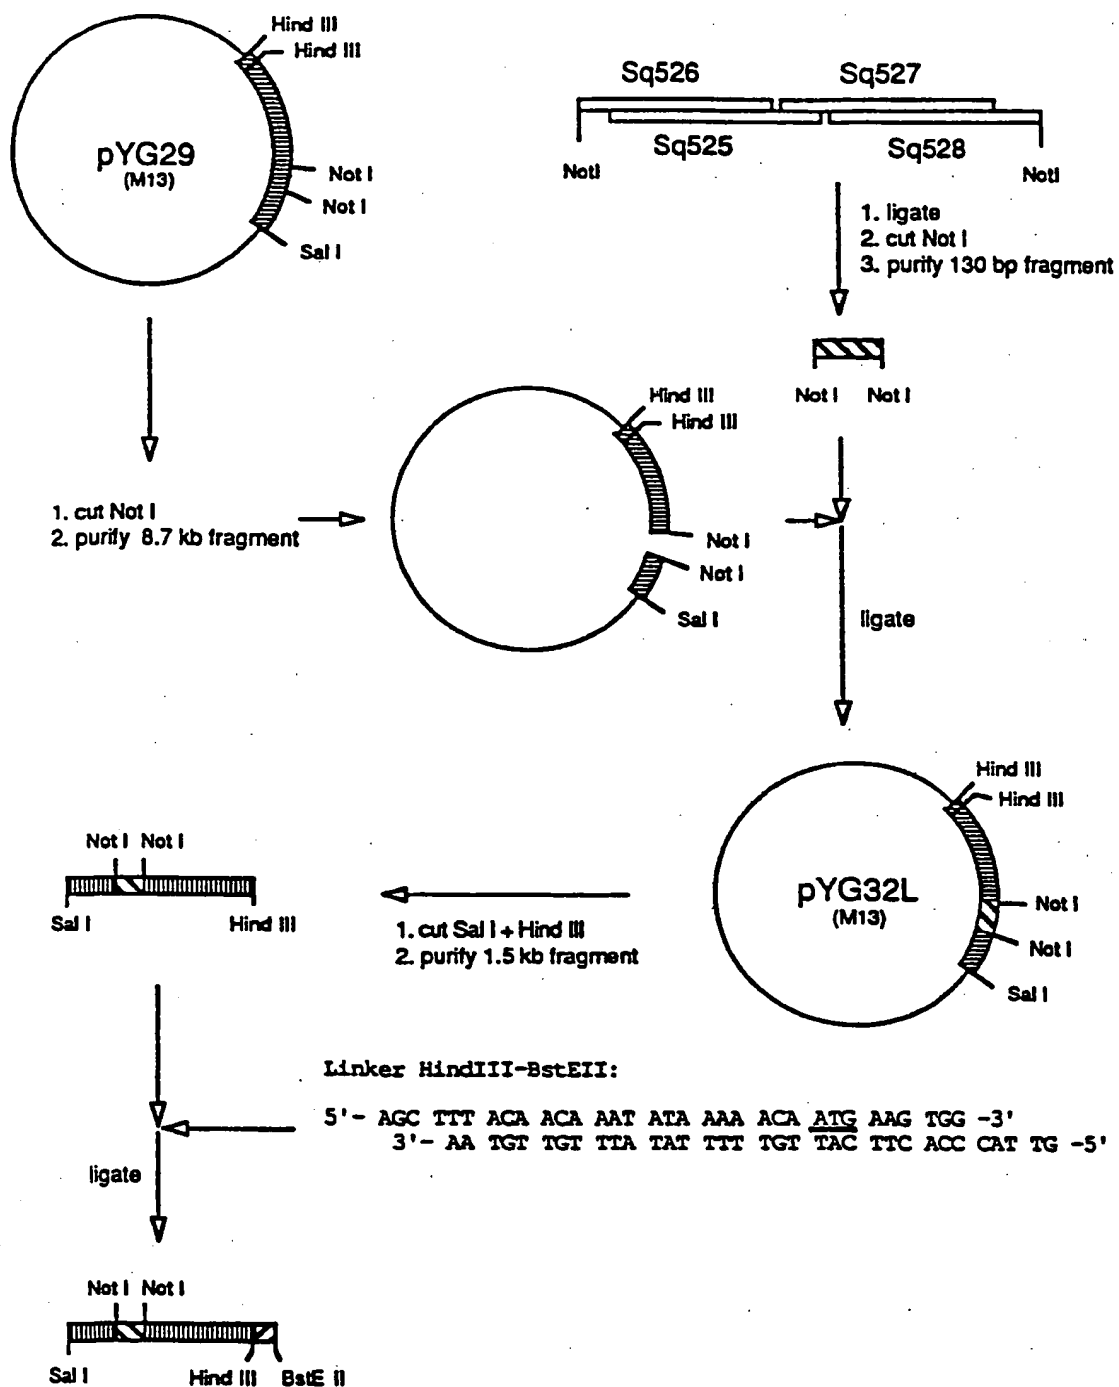 Hind III
Hind III
pYG29
(M13)
Not I
Not I
Sal I
Sq526
Sq527
Sq525
Sq528
NotI
NotI
1. ligate
2. cut Not I
3. purify 130 bp fragment
Not I Not I
1. cut Not I
2. purify 8.7 kb fragment
Hind III
Hind III
Not I
Not I
Sal I
ligate
Hind III
Hind III
pYG32L
(M13)
Not I
Not I
Sal I
1. cut Sal I + Hind III
2. purify 1.5 kb fragment
Not I Not I
Sal I Hind III
Linker HindIII-BstEII:
5'- AGC TTT ACA ACA AAT ATA AAA ACA ATG AAG TGG -3'
3'- AA TGT TGT TTA TAT TTT TGT TAC TTC ACC CAT TG -5'
ligate
Not I Not I
Sal I Hind III BstE II